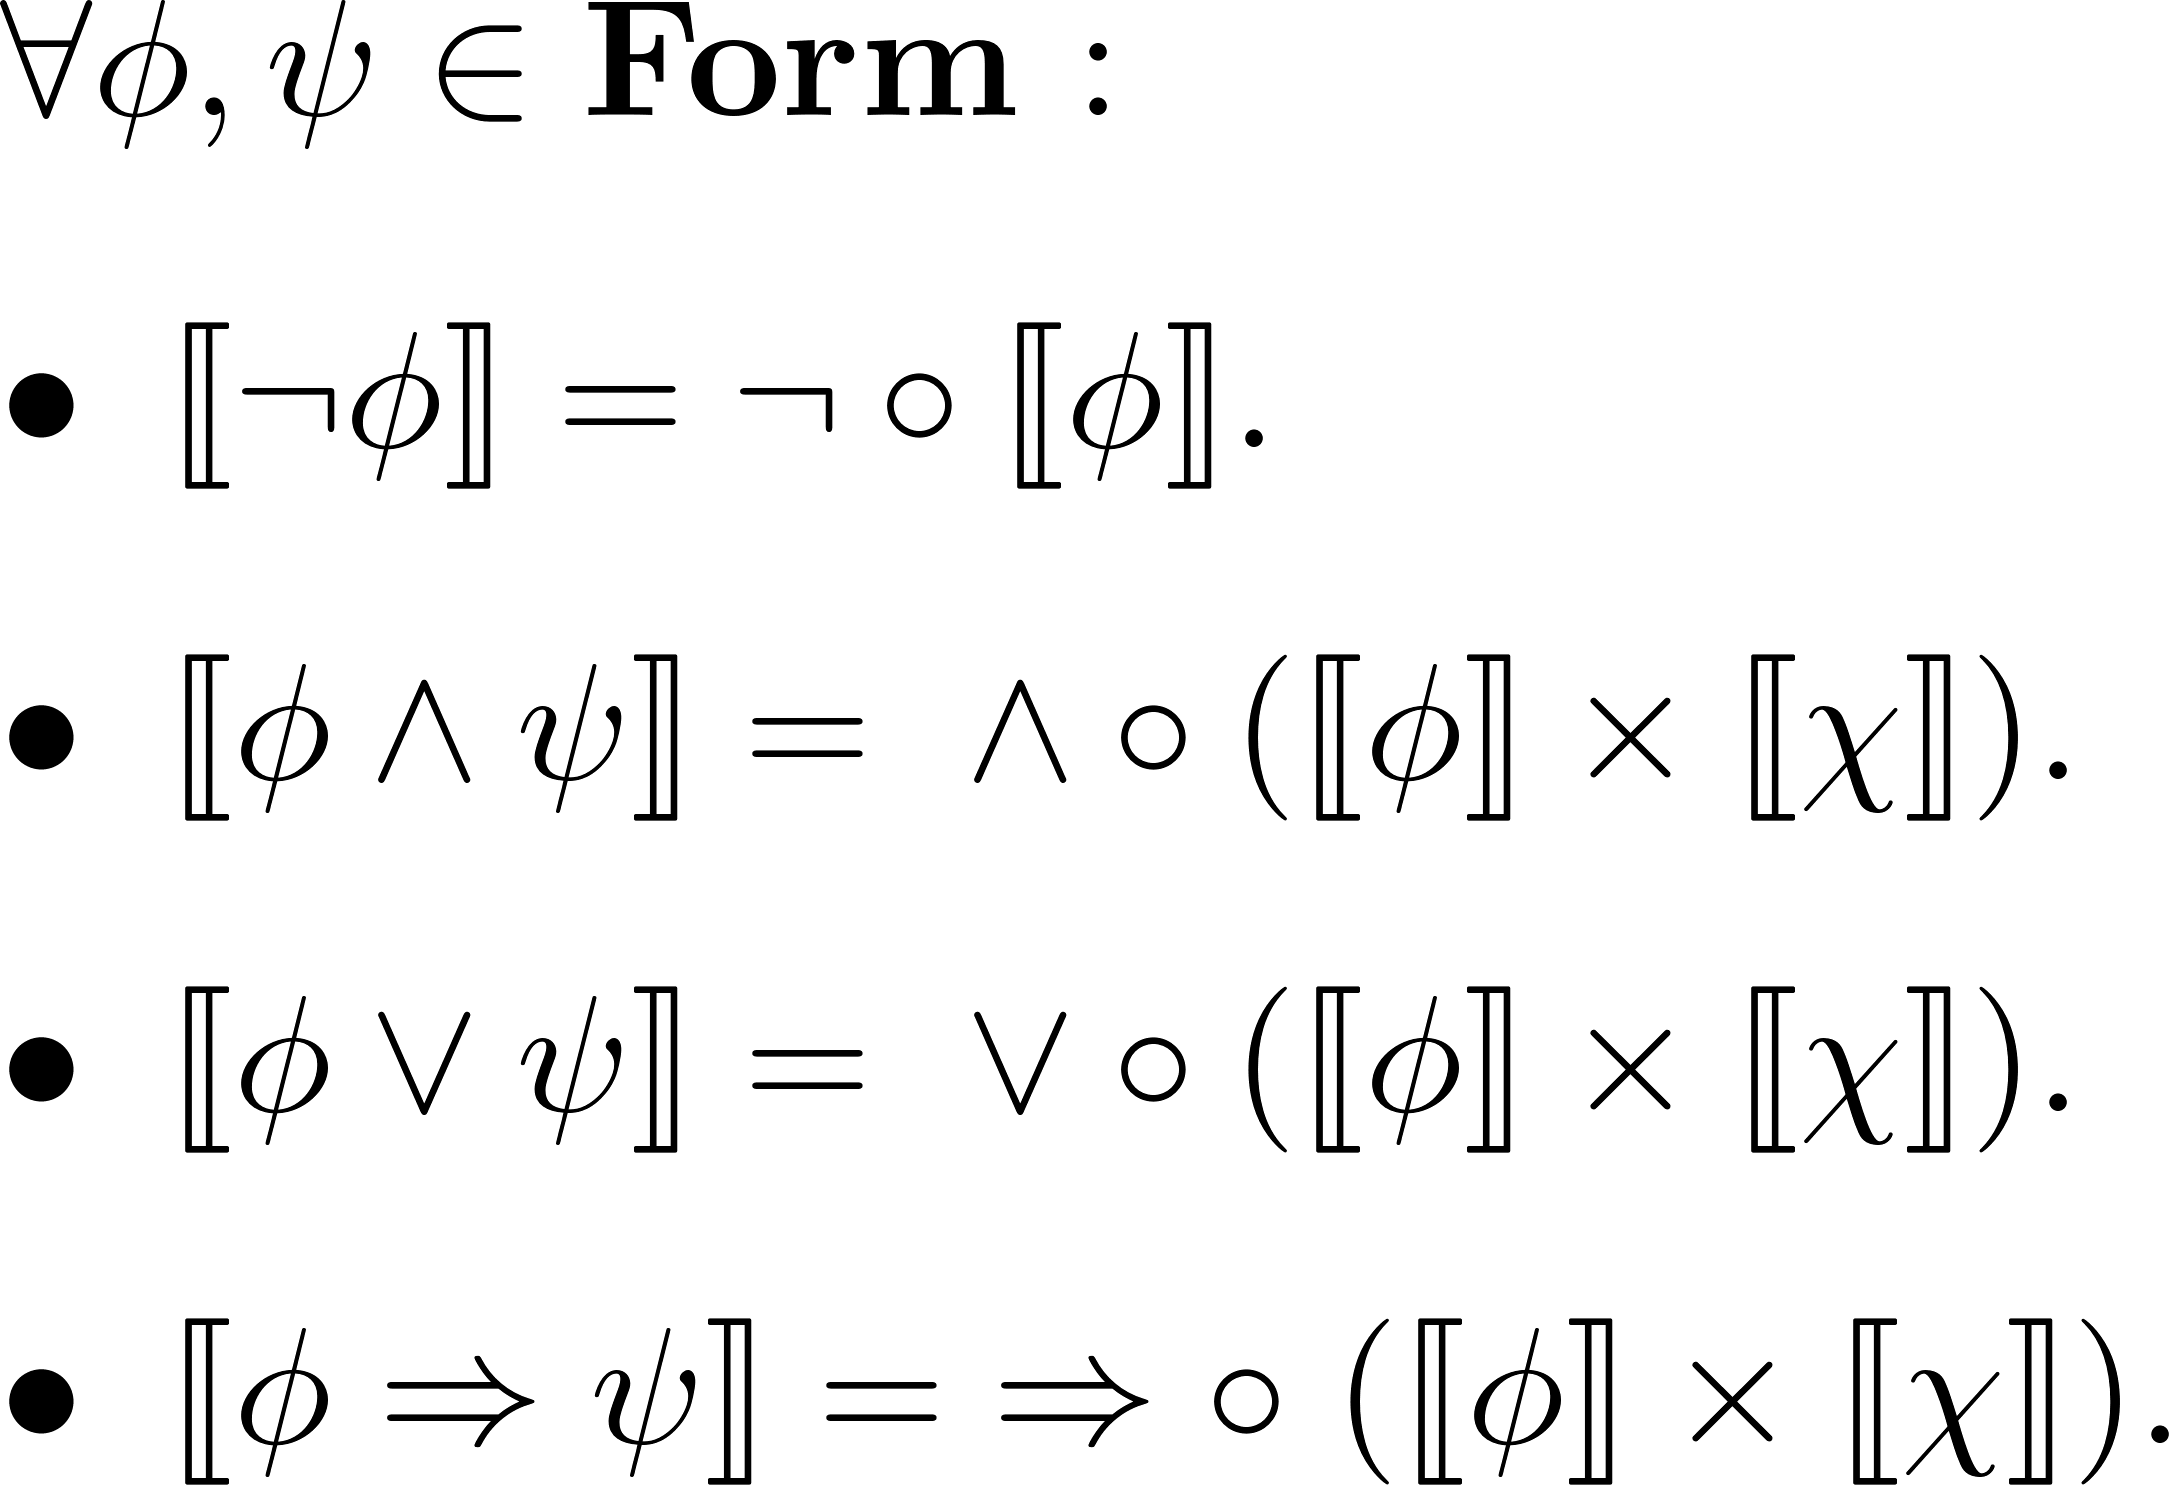 ∀ϕ, ψ ∈ Form :
• ⟦¬ϕ⟧ = ¬ ∘ ⟦ϕ⟧.
• ⟦ϕ ∧ ψ⟧ = ∧ ∘ (⟦ϕ⟧ × ⟦χ⟧).
• ⟦ϕ ∨ ψ⟧ = ∨ ∘ (⟦ϕ⟧ × ⟦χ⟧).
• ⟦ϕ ⇒ ψ⟧ = ⇒ ∘ (⟦ϕ⟧ × ⟦χ⟧).